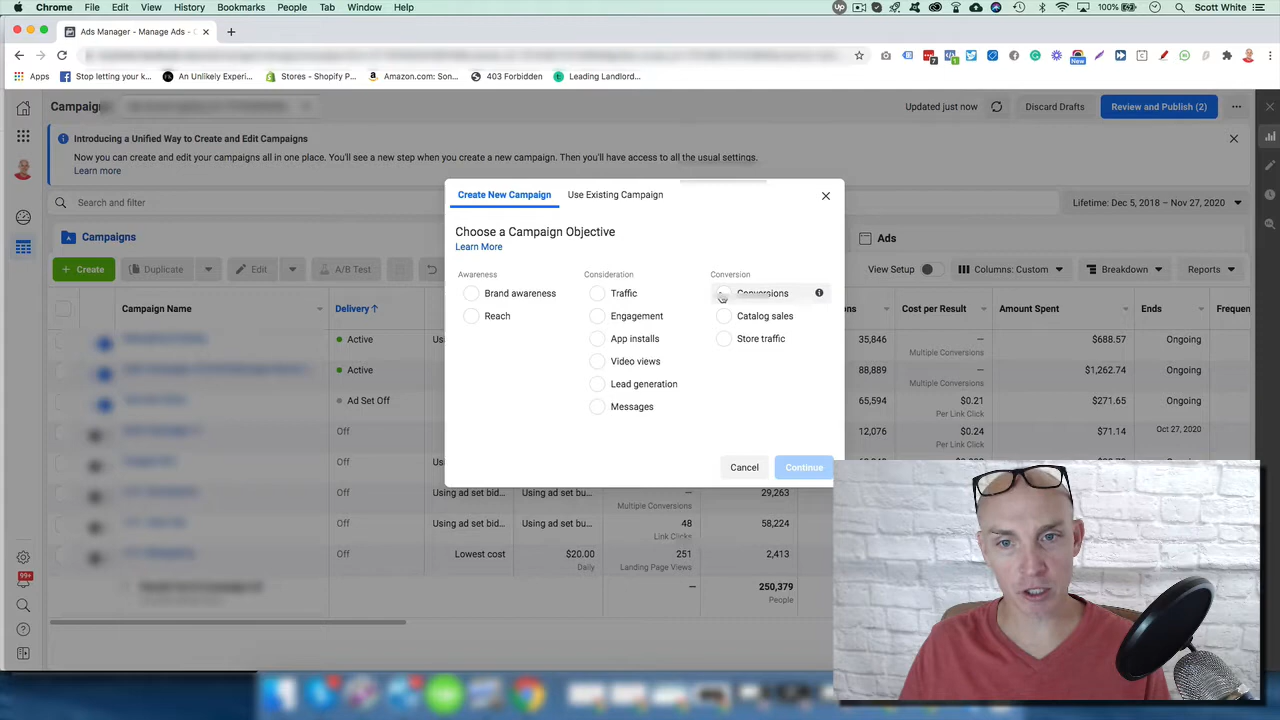 Chrome File Edit View History Bookmarks People Tab Window Help
100% Scott White
Ads Manager - Manage Ads -
Apps Stop letting your k... An Unlikely Experi... Stores - Shopify P... Amazon.com: Son... 403 Forbidden Leading Landlord...
7 1 New
Updated just now Discard Drafts Review and Publish (2)
Introducing a Unified Way to Create and Edit Campaigns
Now you can create and edit your campaigns all in one place. You'll see a new step when you create a new campaign. Then you'll have access to all the usual settings.
Learn more
Search and filter Lifetime: Dec 5, 2018 – Nov 27, 2020
Campaigns Ads
+ Create Duplicate Edit A/B Test View Setup Columns: Custom Breakdown Reports
Campaign Name Delivery Cost per Result Amount Spent Ends
Active 35,846 — $688.57 Ongoing
Multiple Conversions
Active 88,889 — $1,262.74 Ongoing
Multiple Conversions
Ad Set Off 65,594 $0.21 $271.65 Ongoing
Per Link Click
Off 12,076 $0.24 $71.14 Oct 27, 2020
Per Link Click
Off
Off Using ad set bid... Using ad set bu... — 29,263
Multiple Conversions
Off Using ad set bid... Using ad set bu... 48 58,224
Link Clicks
Off Lowest cost $20.00 251 2,413
Daily Landing Page Views
— 250,379
People
99+
Create New Campaign Use Existing Campaign
Choose a Campaign Objective
Learn More
Awareness
Brand awareness
Reach
Consideration
Traffic
Engagement
App installs
Video views
Lead generation
Messages
Conversion
Conversions
Catalog sales
Store traffic
Cancel Continue